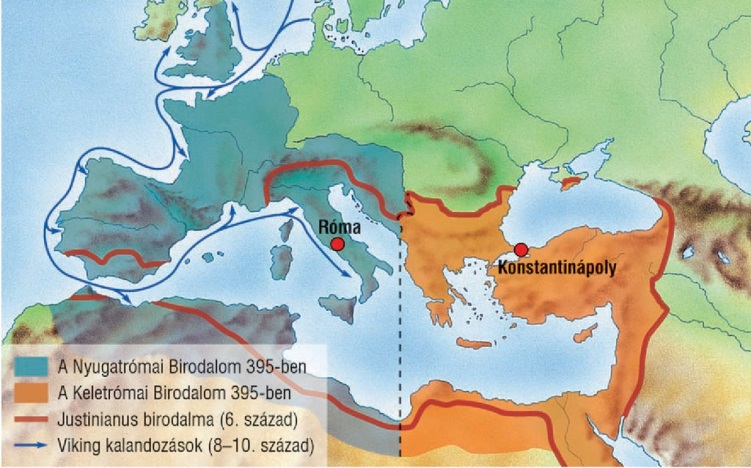 Róma
Konstantinápoly
A Nyugatrómai Birodalom 395-ben
A Keletrómai Birodalom 395-ben
Justinianus birodalma (6. század)
Viking kalandozások (8–10. század)